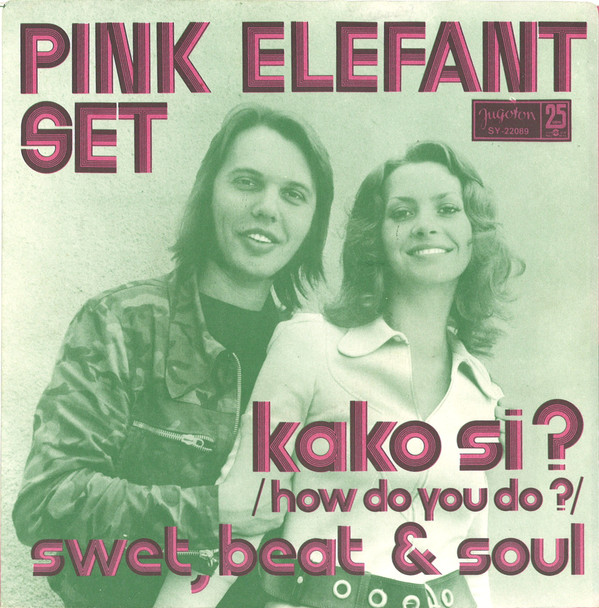 PINK ELEFANT
SET
Jugoton 25
SY-22089
kako si?
/how do you do?/
swet, beat & soul